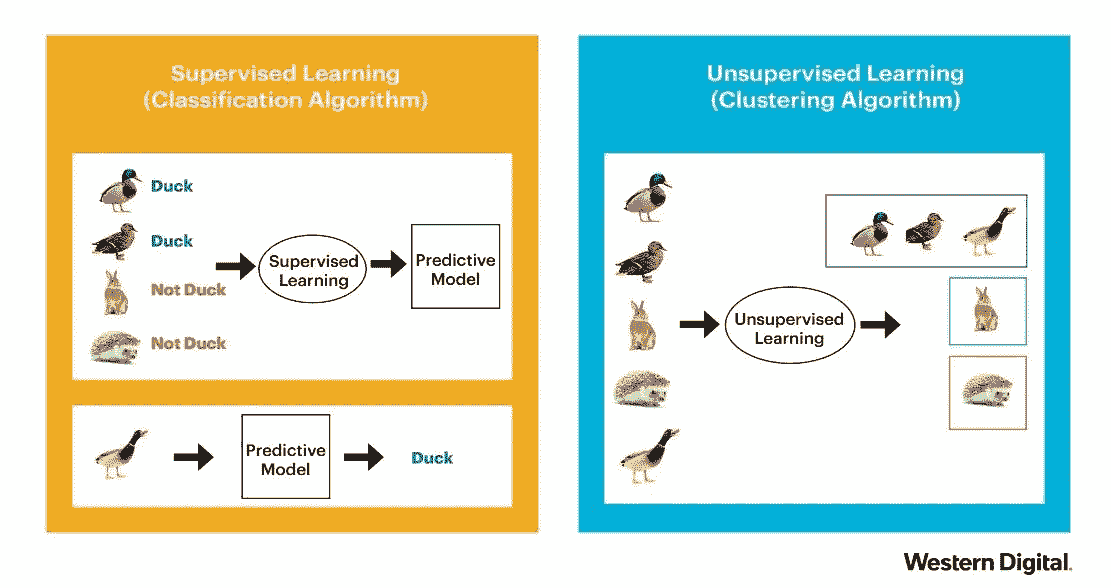 Supervised Learning
(Classification Algorithm)
Duck
Duck
Not Duck
Not Duck
Supervised
Learning
Predictive
Model
Predictive
Model
Duck
Unsupervised Learning
(Clustering Algorithm)
Unsupervised
Learning
Western Digital.